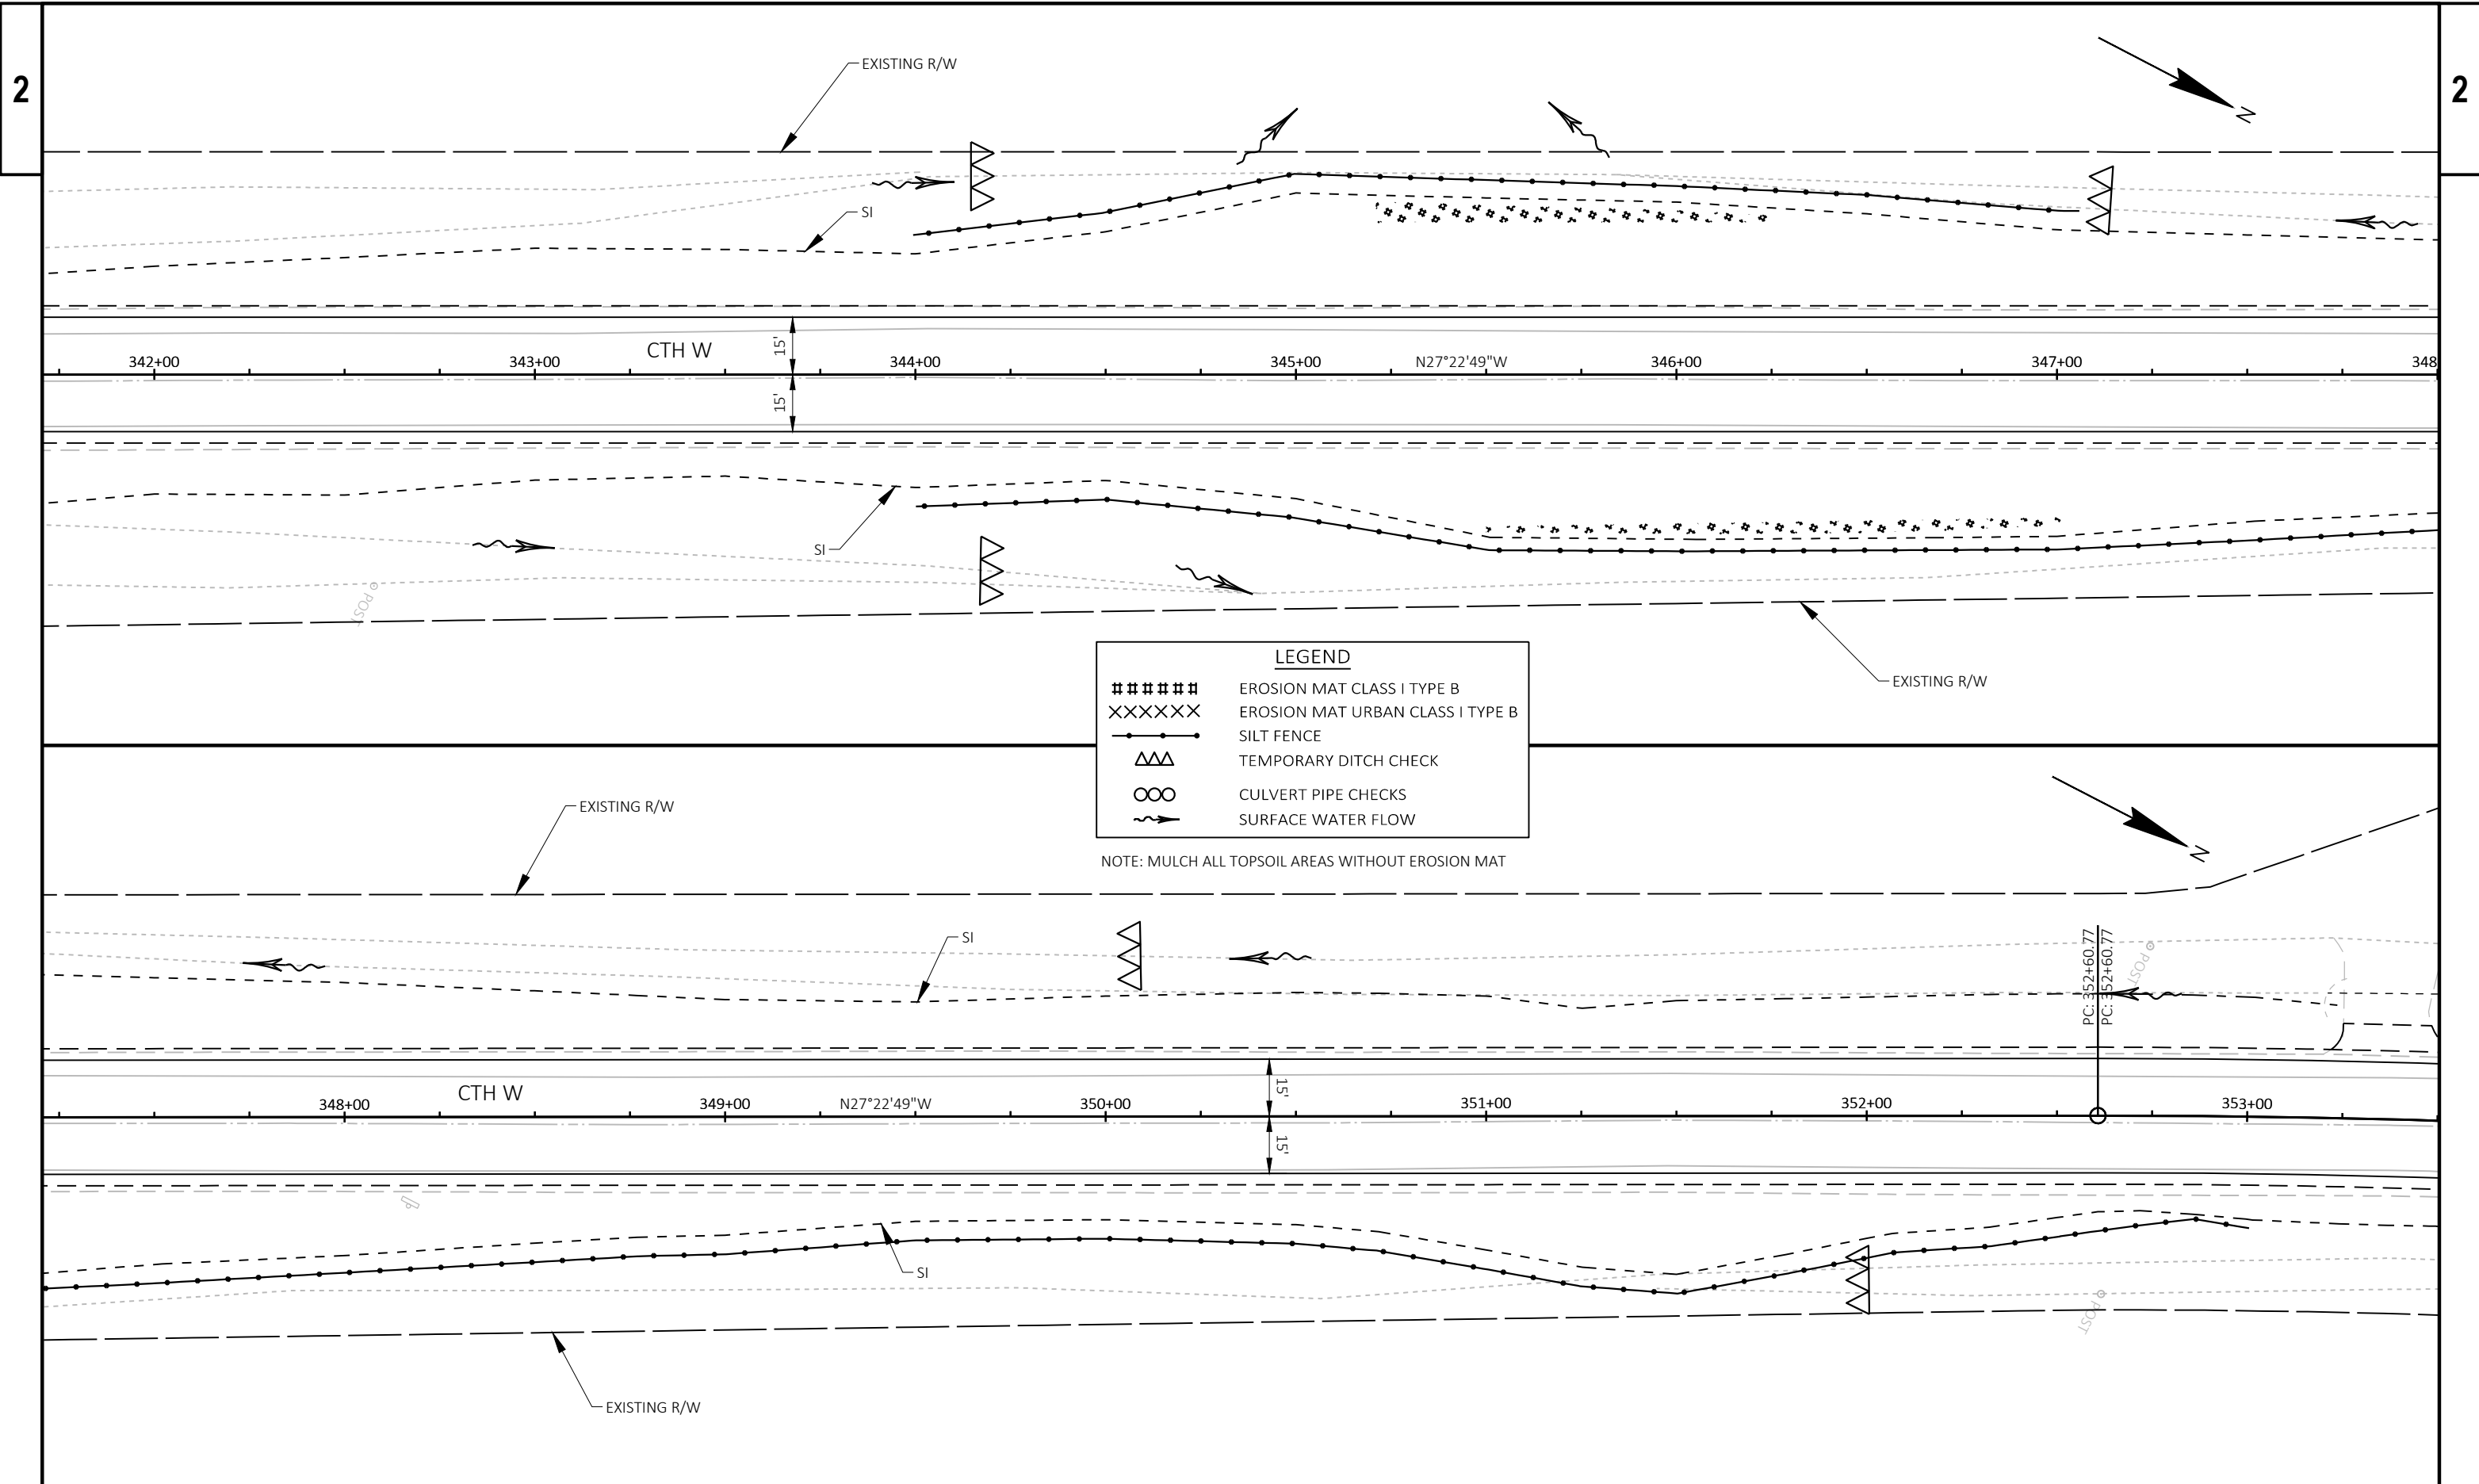 2
2
EXISTING R/W
N
SI
15'
CTH W
342+00
343+00
344+00
345+00
N27°22'49"W
346+00
347+00
348
15'
SI
POST
EXISTING R/W
LEGEND
EROSION MAT CLASS I TYPE B
EROSION MAT URBAN CLASS I TYPE B
SILT FENCE
TEMPORARY DITCH CHECK
CULVERT PIPE CHECKS
SURFACE WATER FLOW
NOTE: MULCH ALL TOPSOIL AREAS WITHOUT EROSION MAT
EXISTING R/W
N
SI
PC: 352+60.77
PC: 352+60.77
POST
15'
CTH W
348+00
349+00
N27°22'49"W
350+00
351+00
352+00
353+00
15'
SI
POST
EXISTING R/W